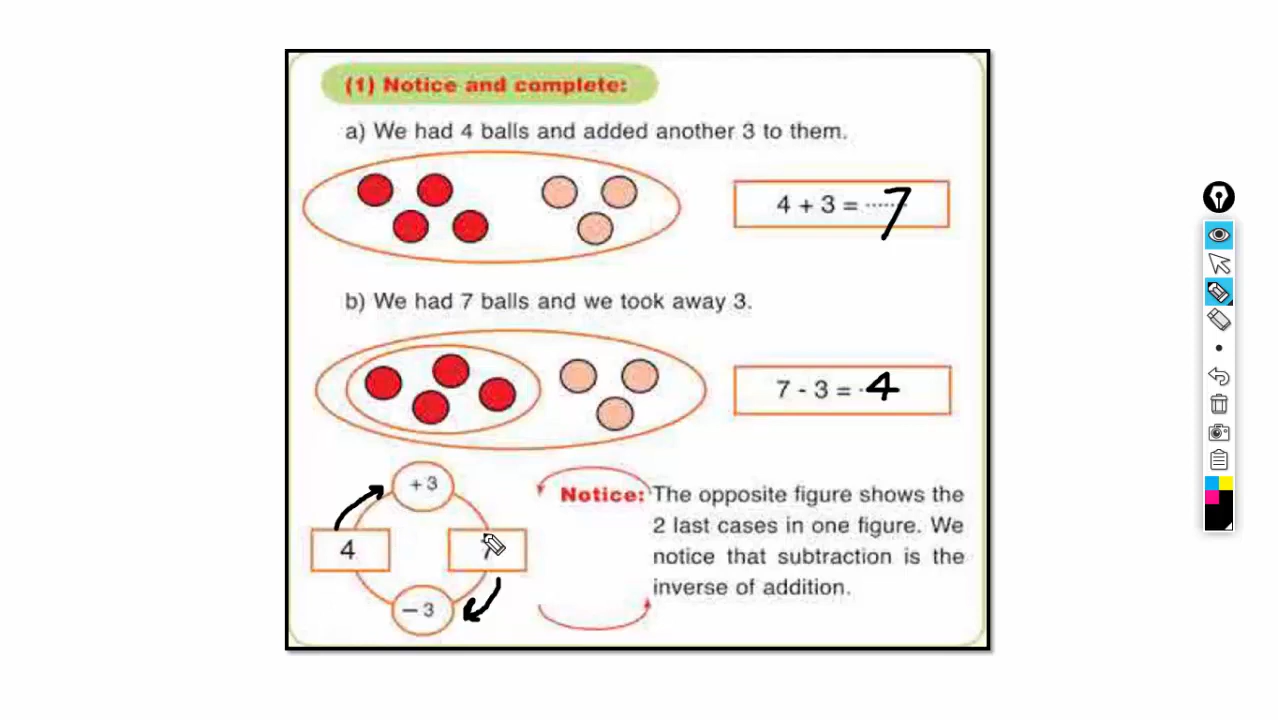 (1) Notice and complete:
a) We had 4 balls and added another 3 to them.
4 + 3 = ...... 7
b) We had 7 balls and we took away 3.
7 - 3 = . 4
+ 3
4
7
− 3
Notice: The opposite figure shows the
2 last cases in one figure. We
notice that subtraction is the
inverse of addition.